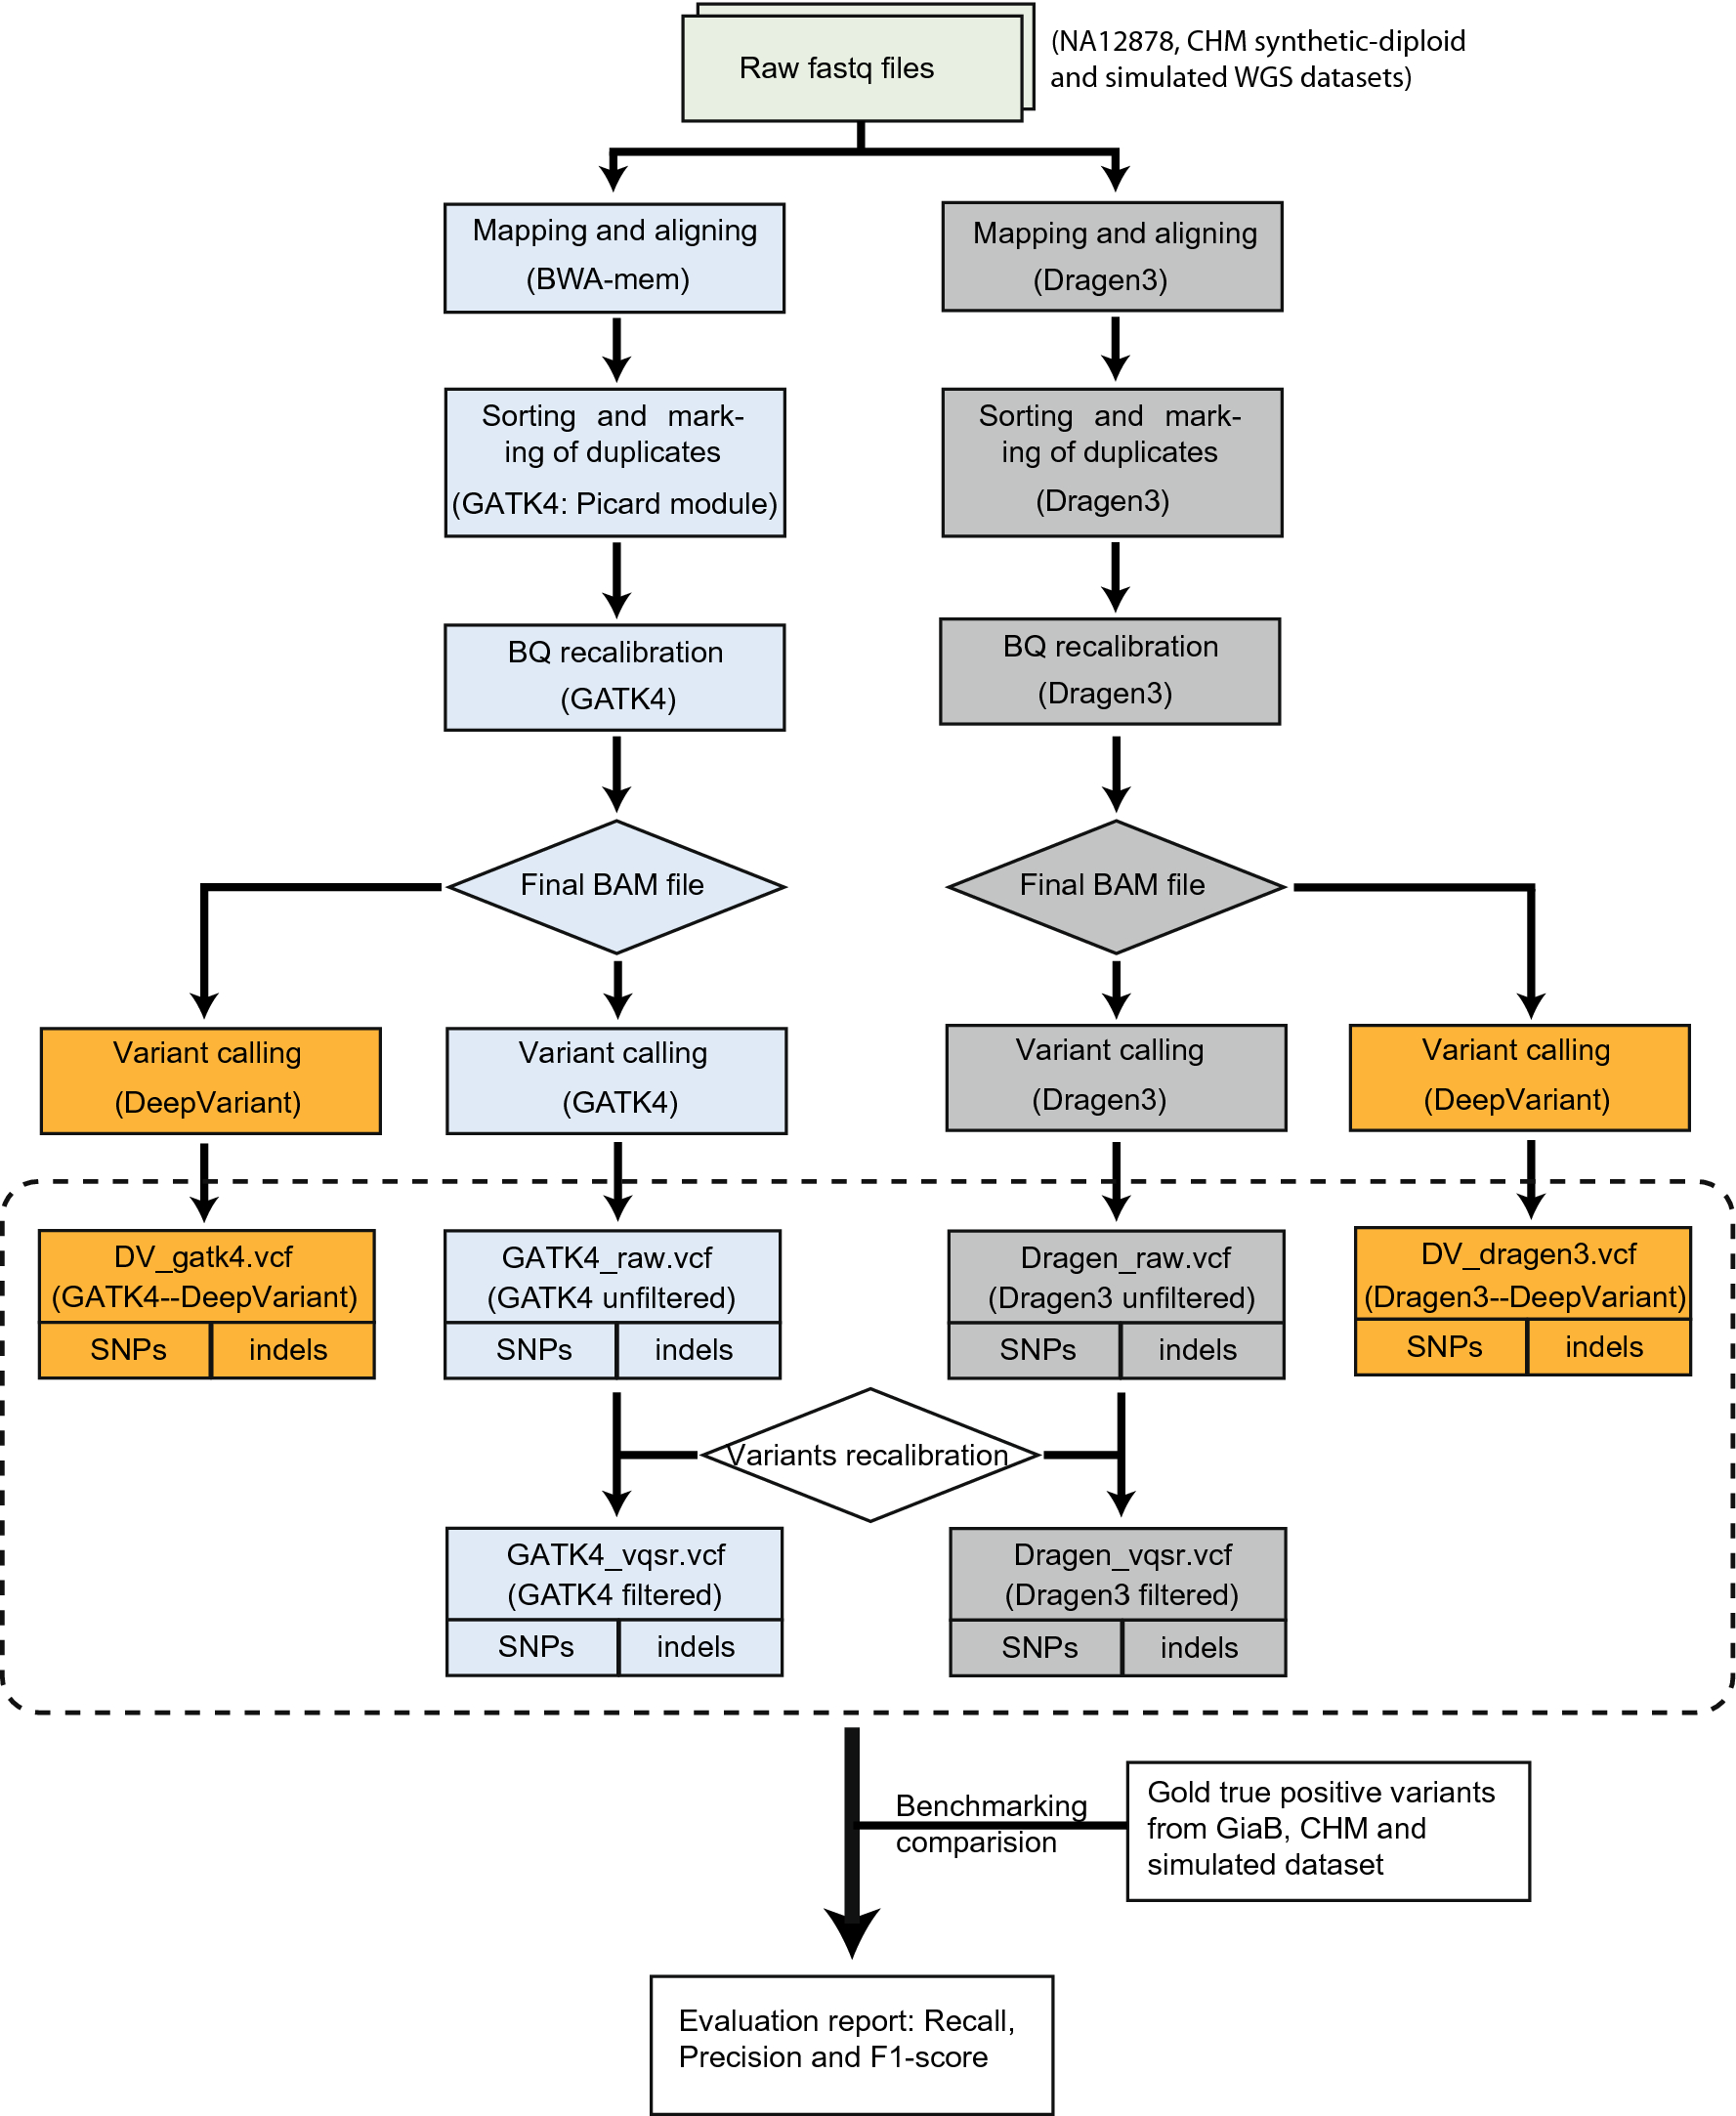 Raw fastq files
(NA12878, CHM synthetic-diploid
and simulated WGS datasets)
Mapping and aligning
(BWA-mem)
Mapping and aligning
(Dragen3)
Sorting and mark-
ing of duplicates
(GATK4: Picard module)
Sorting and mark-
ing of duplicates
(Dragen3)
BQ recalibration
(GATK4)
BQ recalibration
(Dragen3)
Final BAM file
Final BAM file
Variant calling
(DeepVariant)
Variant calling
(GATK4)
Variant calling
(Dragen3)
Variant calling
(DeepVariant)
DV_gatk4.vcf
(GATK4--DeepVariant)
SNPs indels
GATK4_raw.vcf
(GATK4 unfiltered)
SNPs indels
Dragen_raw.vcf
(Dragen3 unfiltered)
SNPs indels
DV_dragen3.vcf
(Dragen3--DeepVariant)
SNPs indels
Variants recalibration
GATK4_vqsr.vcf
(GATK4 filtered)
SNPs indels
Dragen_vqsr.vcf
(Dragen3 filtered)
SNPs indels
Benchmarking
comparision
Gold true positive variants
from GiaB, CHM and
simulated dataset
Evaluation report: Recall,
Precision and F1-score